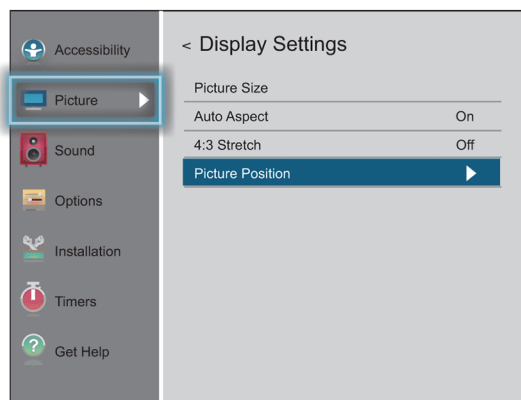 Accessibility
Picture
Sound
Options
Installation
Timers
? Get Help
< Display Settings
Picture Size
Auto Aspect On
4:3 Stretch Off
Picture Position